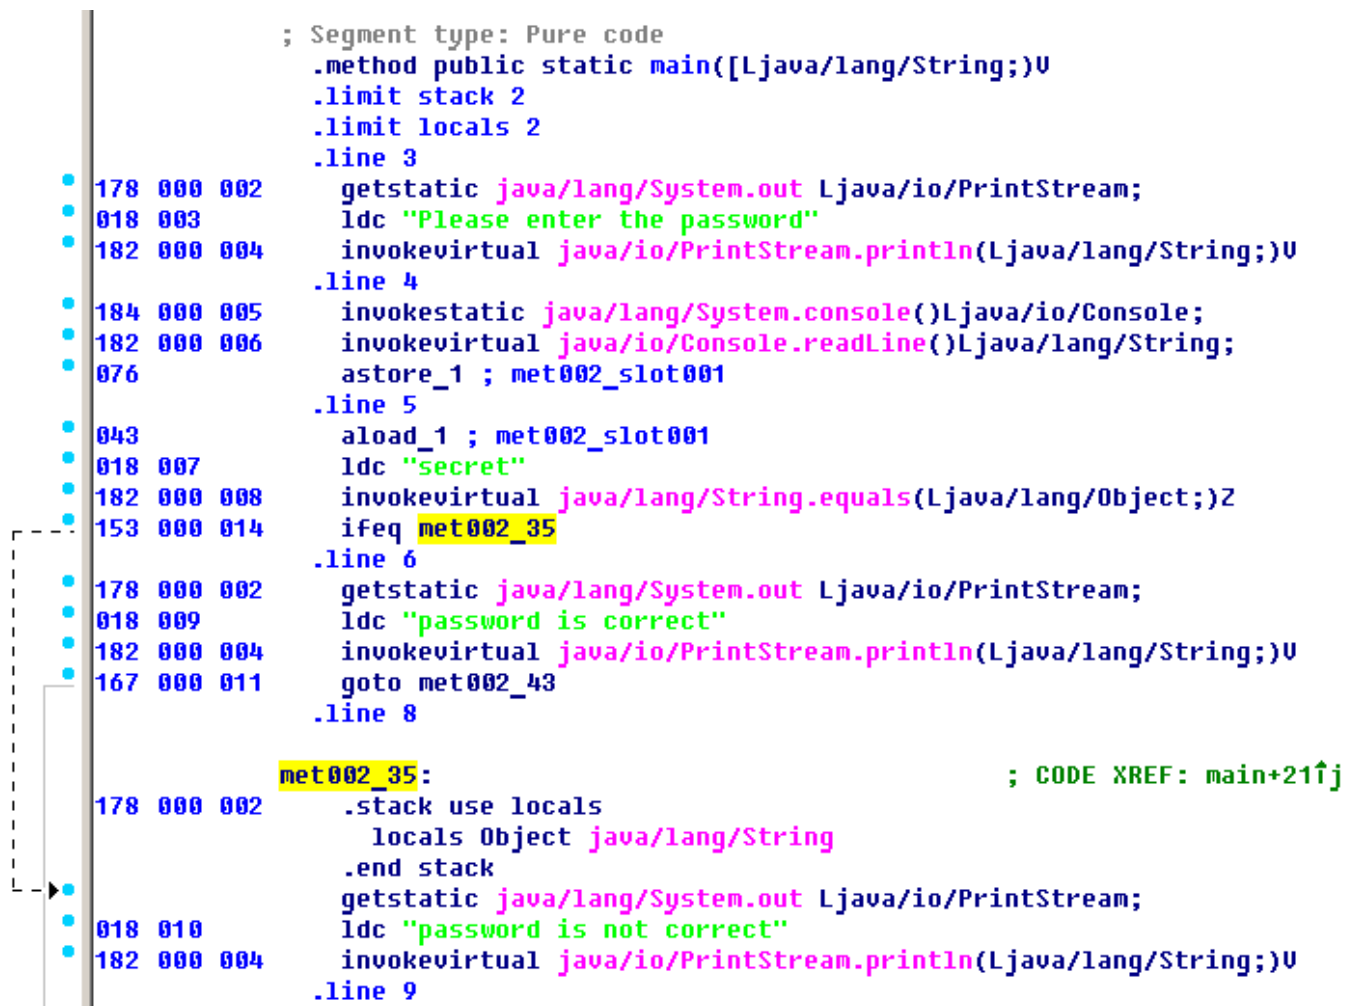 ; Segment type: Pure code
.method public static main([Ljava/lang/String;)V
.limit stack 2
.limit locals 2
.line 3
178 000 002 getstatic java/lang/System.out Ljava/io/PrintStream;
018 003 ldc "Please enter the password"
182 000 004 invokevirtual java/io/PrintStream.println(Ljava/lang/String;)V
.line 4
184 000 005 invokestatic java/lang/System.console()Ljava/io/Console;
182 000 006 invokevirtual java/io/Console.readLine()Ljava/lang/String;
076 astore_1 ; met002_slot001
.line 5
043 aload_1 ; met002_slot001
018 007 ldc "secret"
182 000 008 invokevirtual java/lang/String.equals(Ljava/lang/Object;)Z
153 000 014 ifeq met002_35
.line 6
178 000 002 getstatic java/lang/System.out Ljava/io/PrintStream;
018 009 ldc "password is correct"
182 000 004 invokevirtual java/io/PrintStream.println(Ljava/lang/String;)V
167 000 011 goto met002_43
.line 8
met002_35: ; CODE XREF: main+21↑j
178 000 002 .stack use locals
locals Object java/lang/String
.end stack
getstatic java/lang/System.out Ljava/io/PrintStream;
018 010 ldc "password is not correct"
182 000 004 invokevirtual java/io/PrintStream.println(Ljava/lang/String;)V
.line 9